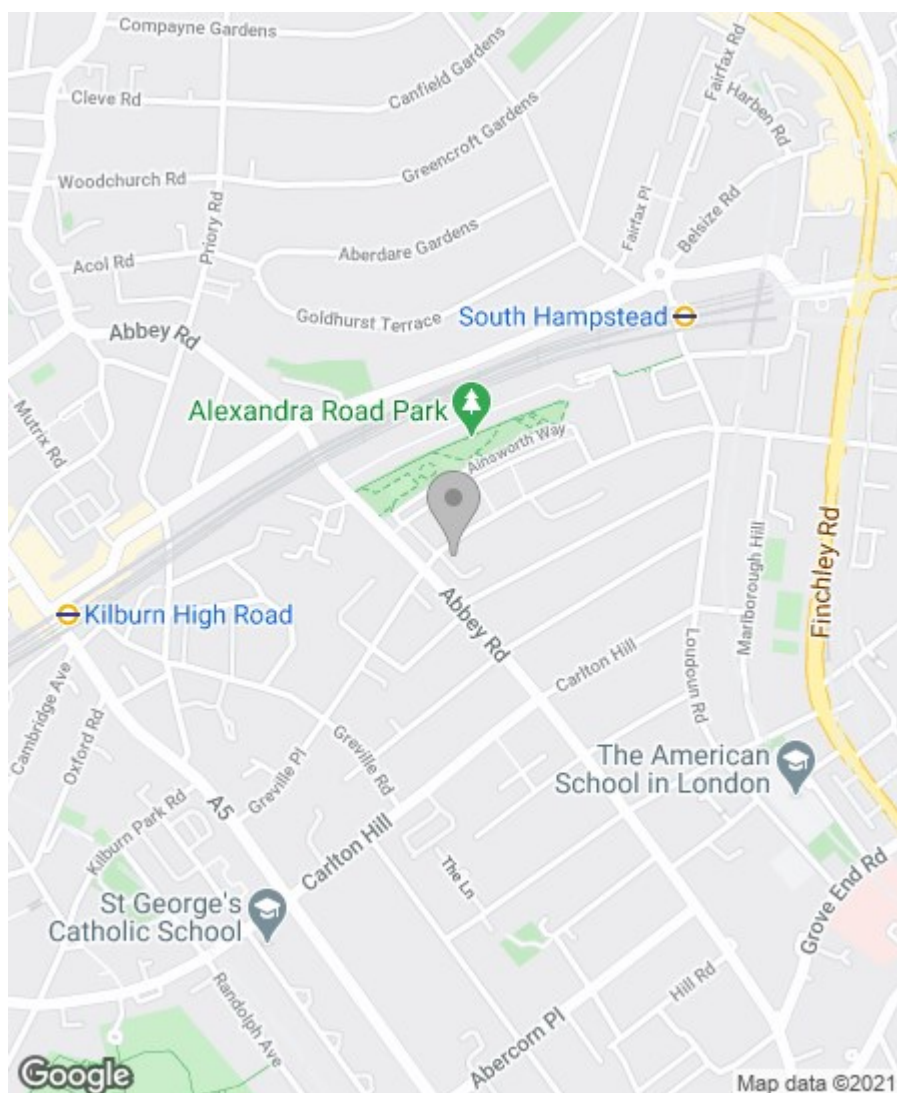 Compayne Gardens
Fairfax Rd
Cleve Rd
Canfield Gardens
Harben Rd
Greencroft Gardens
Woodchurch Rd
Priory Rd
Fairfax Pl
Belsize Rd
Aberdare Gardens
Acol Rd
Goldhurst Terrace
South Hampstead
Abbey Rd
Alexandra Road Park
Mutrix Rd
Ainsworth Way
Finchley Rd
Marlborough Hill
Kilburn High Road
Abbey Rd
Carlton Hill
Loudoun Rd
Cambridge Ave
Oxford Rd
Greville Pl
Greville Rd
The American
School in London
Kilburn Park Rd
A5
Carlton Hill
The Ln
St George's
Catholic School
Grove End Rd
Hill Rd
Randolph Ave
Abercorn Pl
Google
Map data ©2021